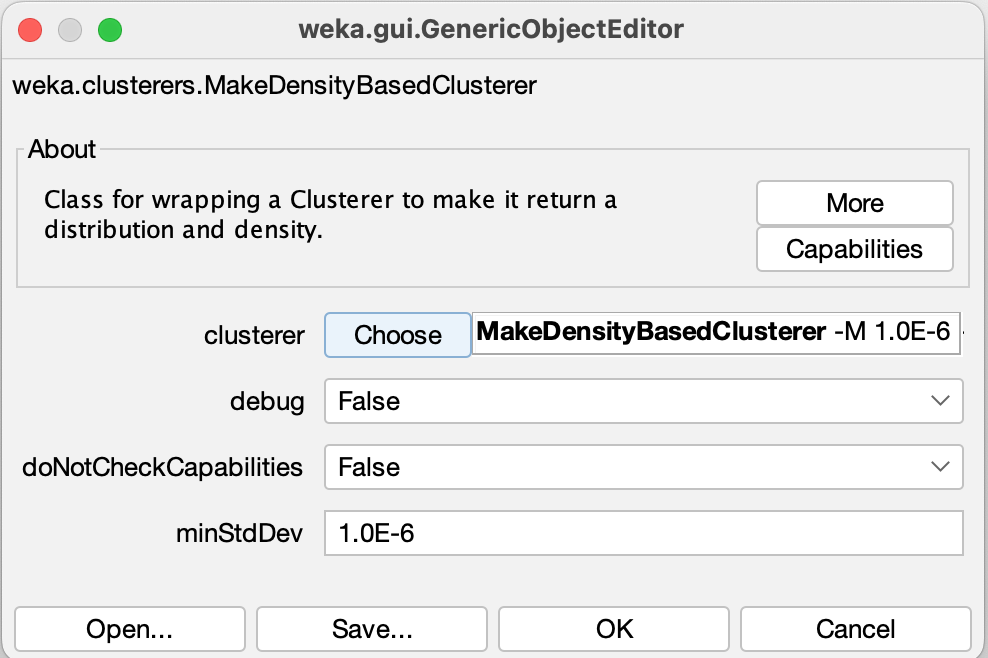 weka.gui.GenericObjectEditor
weka.clusterers.MakeDensityBasedClusterer
About
Class for wrapping a Clusterer to make it return a
distribution and density.
More
Capabilities
clusterer
Choose
MakeDensityBasedClusterer -M 1.0E-6
debug
False
doNotCheckCapabilities
False
minStdDev
1.0E-6
Open...
Save...
OK
Cancel